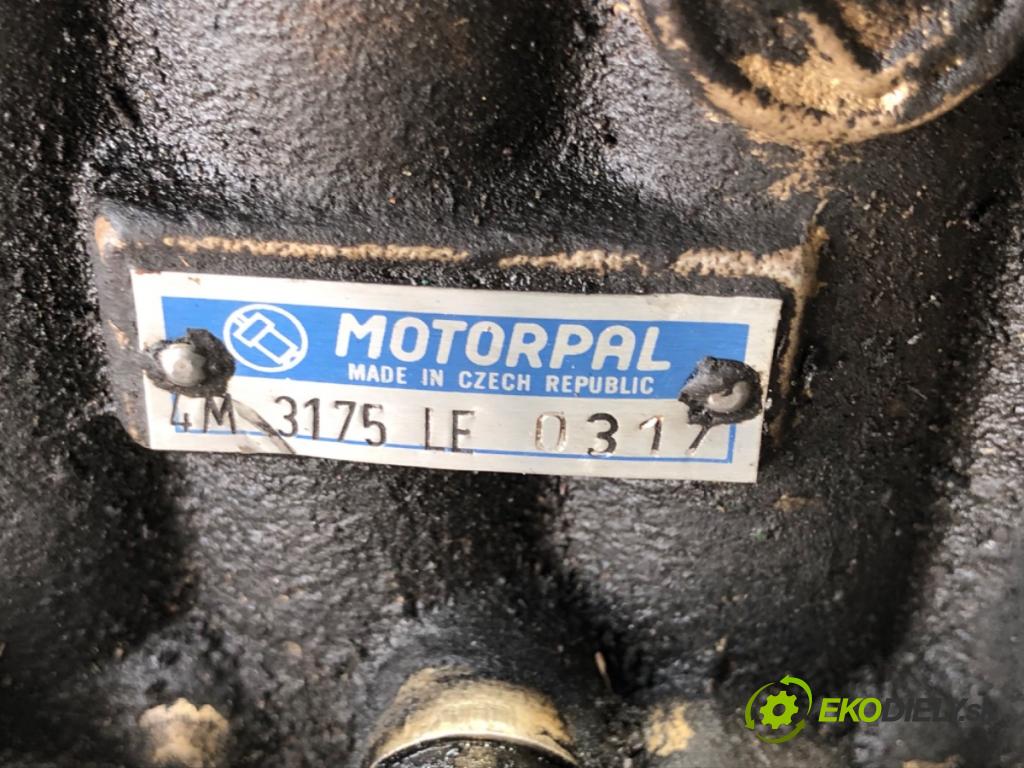 MOTORPAL
MADE IN CZECH REPUBLIC
4M 3175 LE 0317
EKODIELY.sk